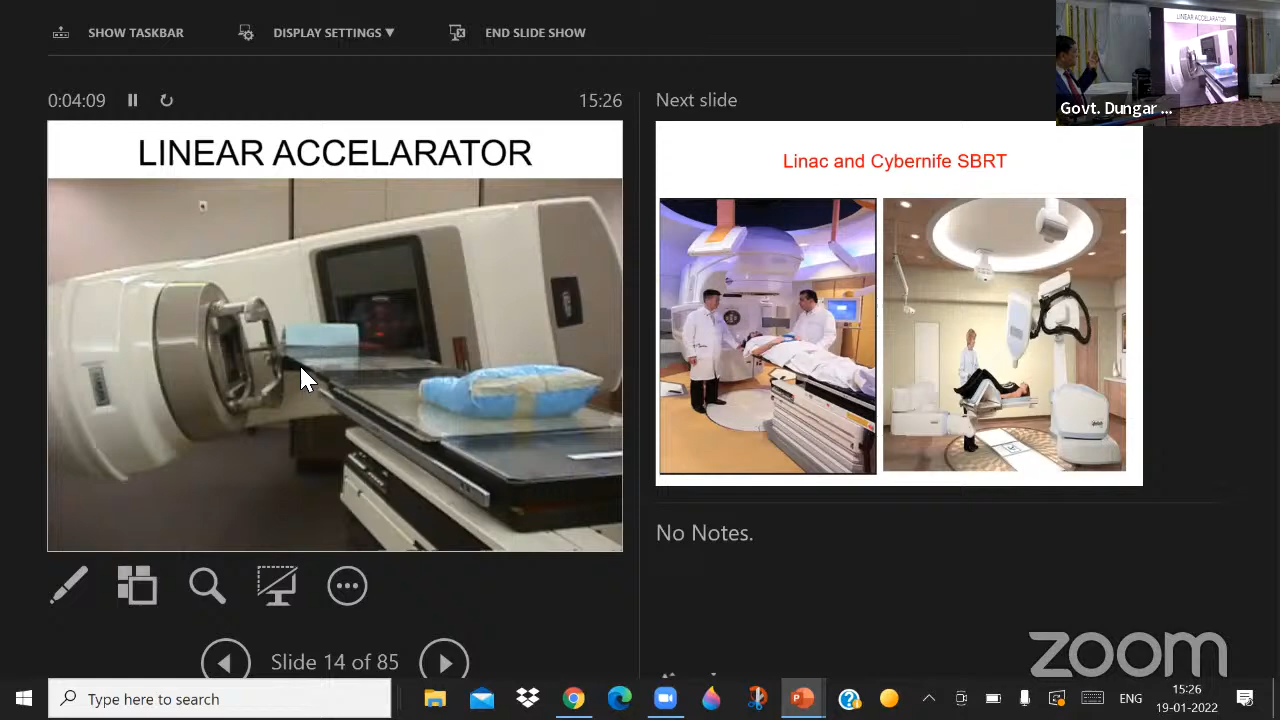 SHOW TASKBAR
DISPLAY SETTINGS ▼
END SLIDE SHOW
LINEAR ACCELARATOR
Govt. Dungar ...
0:04:09
15:26
Next slide
LINEAR ACCELARATOR
Linac and Cybernife SBRT
No Notes.
Slide 14 of 85
zoom
Type here to search
ENG
15:26
19-01-2022